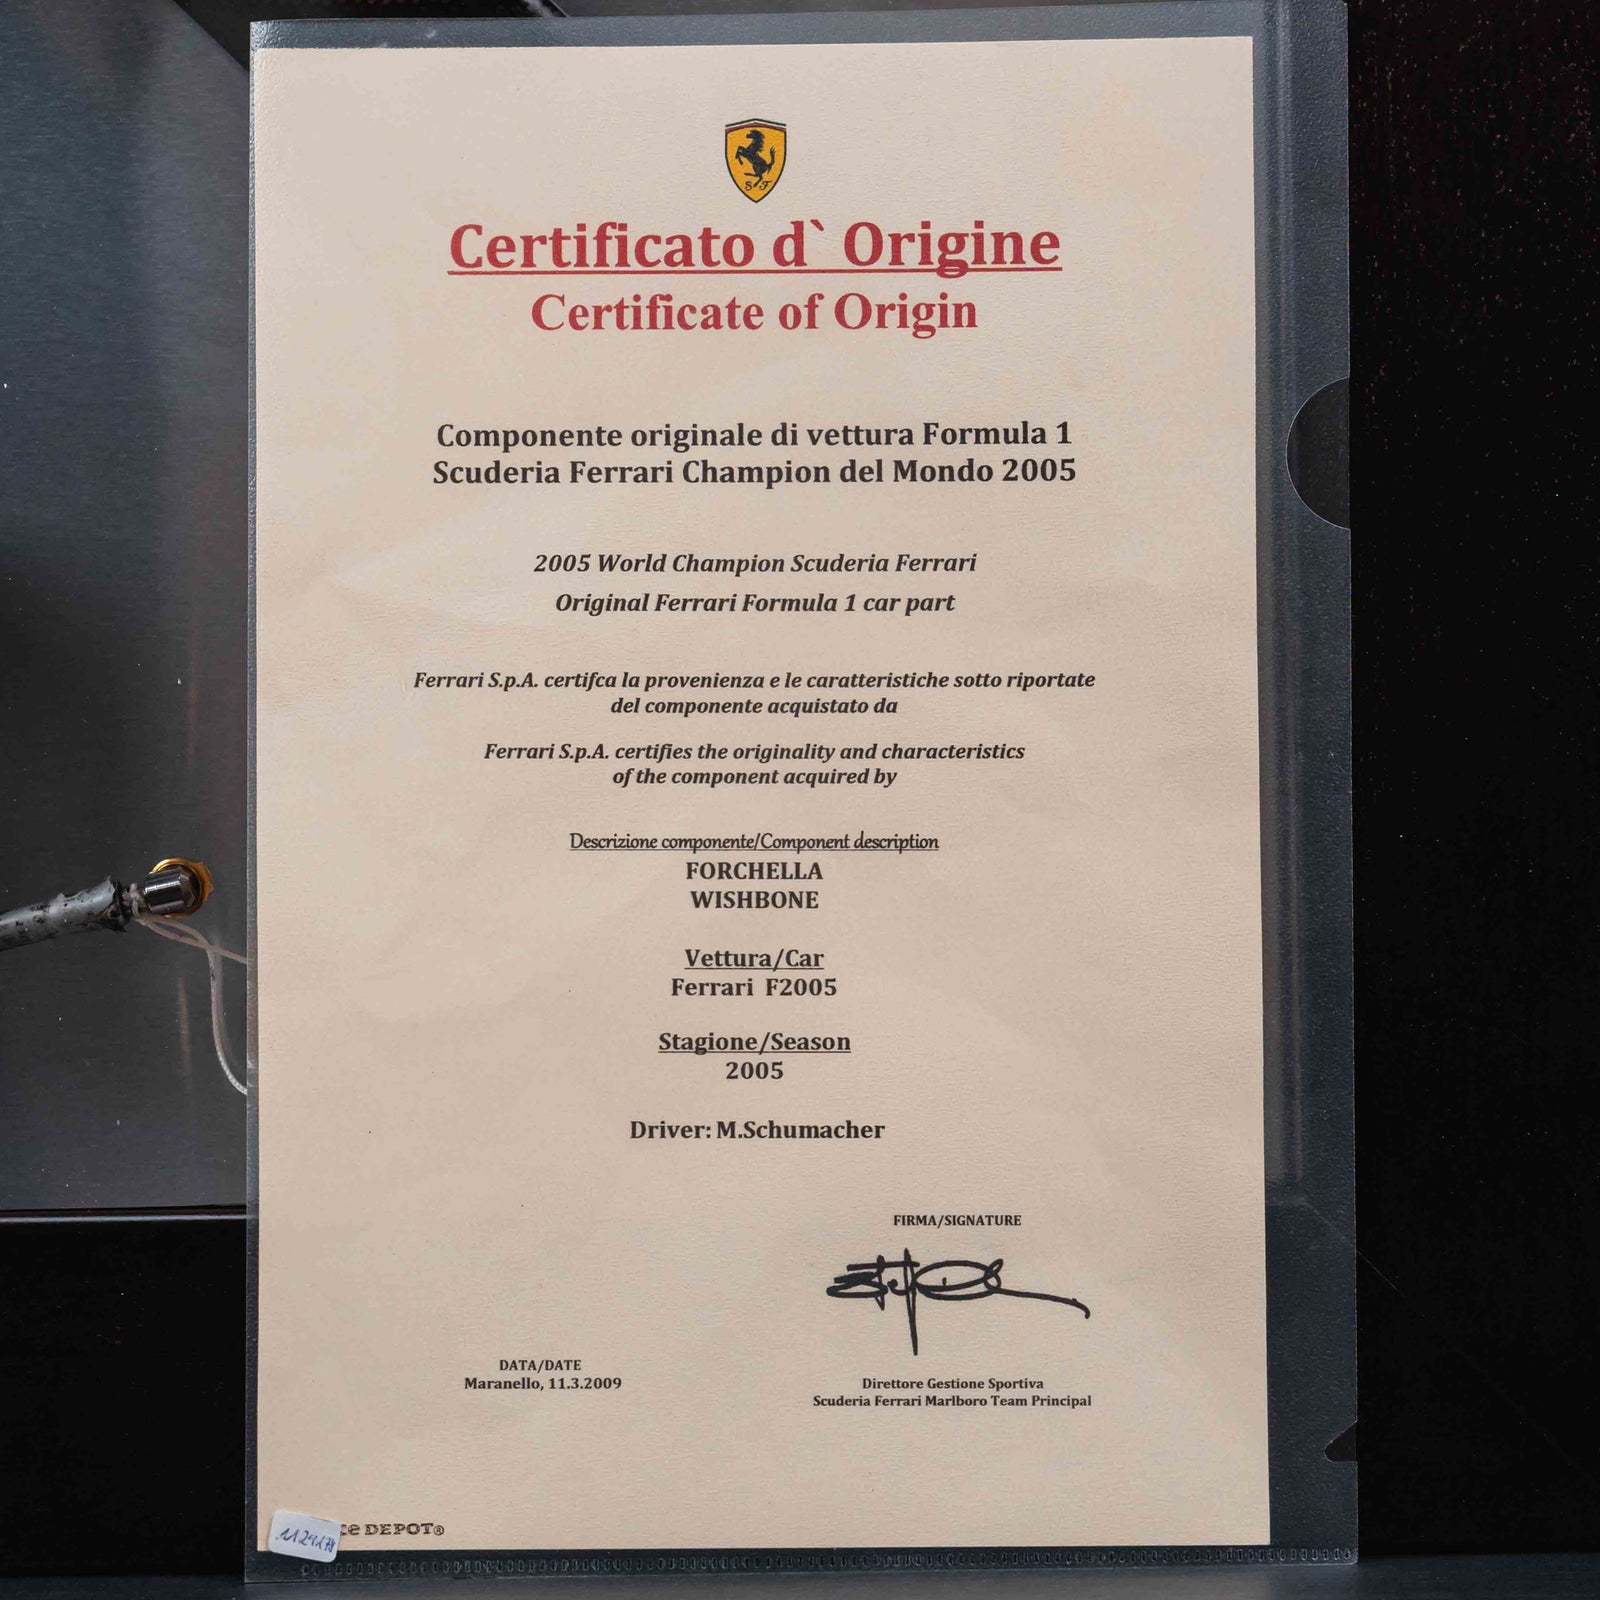 S F
Certificato d` Origine
Certificate of Origin
Componente originale di vettura Formula 1
Scuderia Ferrari Champion del Mondo 2005
2005 World Champion Scuderia Ferrari
Original Ferrari Formula 1 car part
Ferrari S.p.A. certifca la provenienza e le caratteristiche sotto riportate
del componente acquistato da
Ferrari S.p.A. certifies the originality and characteristics
of the component acquired by
Descrizione componente/Component description
FORCHELLA
WISHBONE
Vettura/Car
Ferrari F2005
Stagione/Season
2005
Driver: M.Schumacher
FIRMA/SIGNATURE
DATA/DATE
Maranello, 11.3.2009
Direttore Gestione Sportiva
Scuderia Ferrari Marlboro Team Principal
DEPOT®